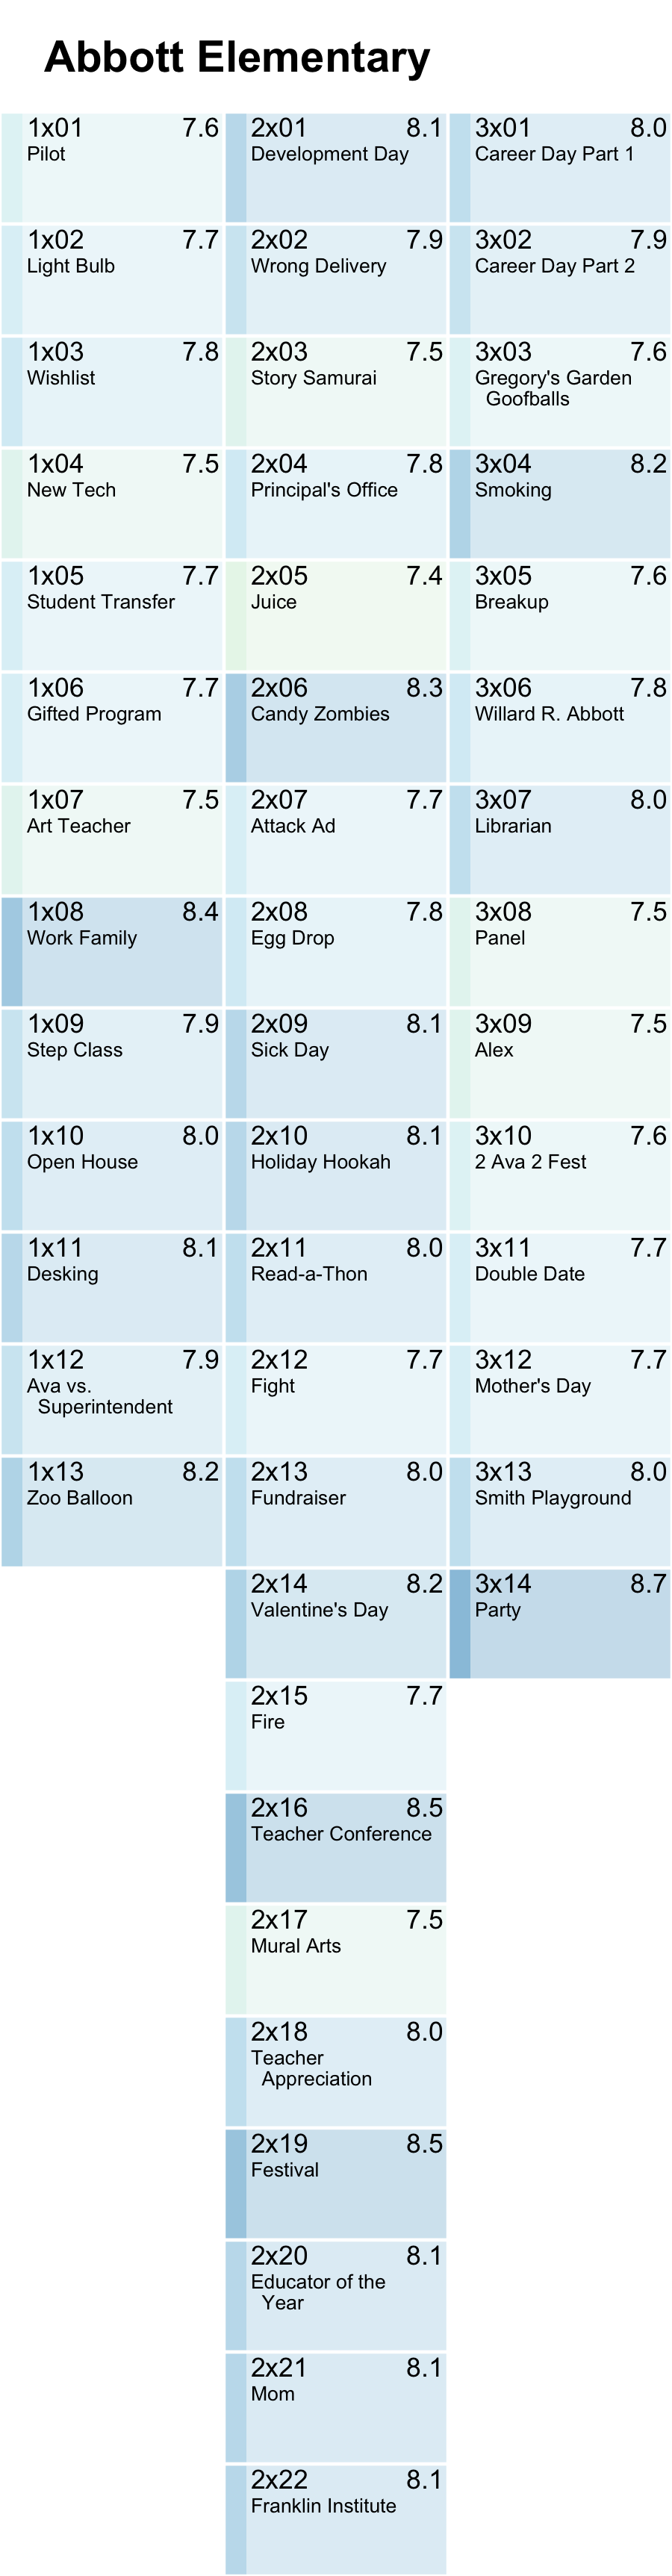 Abbott Elementary
1x01 7.6
Pilot
1x02 7.7
Light Bulb
1x03 7.8
Wishlist
1x04 7.5
New Tech
1x05 7.7
Student Transfer
1x06 7.7
Gifted Program
1x07 7.5
Art Teacher
1x08 8.4
Work Family
1x09 7.9
Step Class
1x10 8.0
Open House
1x11 8.1
Desking
1x12 7.9
Ava vs.
Superintendent
1x13 8.2
Zoo Balloon
2x01 8.1
Development Day
2x02 7.9
Wrong Delivery
2x03 7.5
Story Samurai
2x04 7.8
Principal's Office
2x05 7.4
Juice
2x06 8.3
Candy Zombies
2x07 7.7
Attack Ad
2x08 7.8
Egg Drop
2x09 8.1
Sick Day
2x10 8.1
Holiday Hookah
2x11 8.0
Read-a-Thon
2x12 7.7
Fight
2x13 8.0
Fundraiser
2x14 8.2
Valentine's Day
2x15 7.7
Fire
2x16 8.5
Teacher Conference
2x17 7.5
Mural Arts
2x18 8.0
Teacher
Appreciation
2x19 8.5
Festival
2x20 8.1
Educator of the
Year
2x21 8.1
Mom
2x22 8.1
Franklin Institute
3x01 8.0
Career Day Part 1
3x02 7.9
Career Day Part 2
3x03 7.6
Gregory's Garden
Goofballs
3x04 8.2
Smoking
3x05 7.6
Breakup
3x06 7.8
Willard R. Abbott
3x07 8.0
Librarian
3x08 7.5
Panel
3x09 7.5
Alex
3x10 7.6
2 Ava 2 Fest
3x11 7.7
Double Date
3x12 7.7
Mother's Day
3x13 8.0
Smith Playground
3x14 8.7
Party